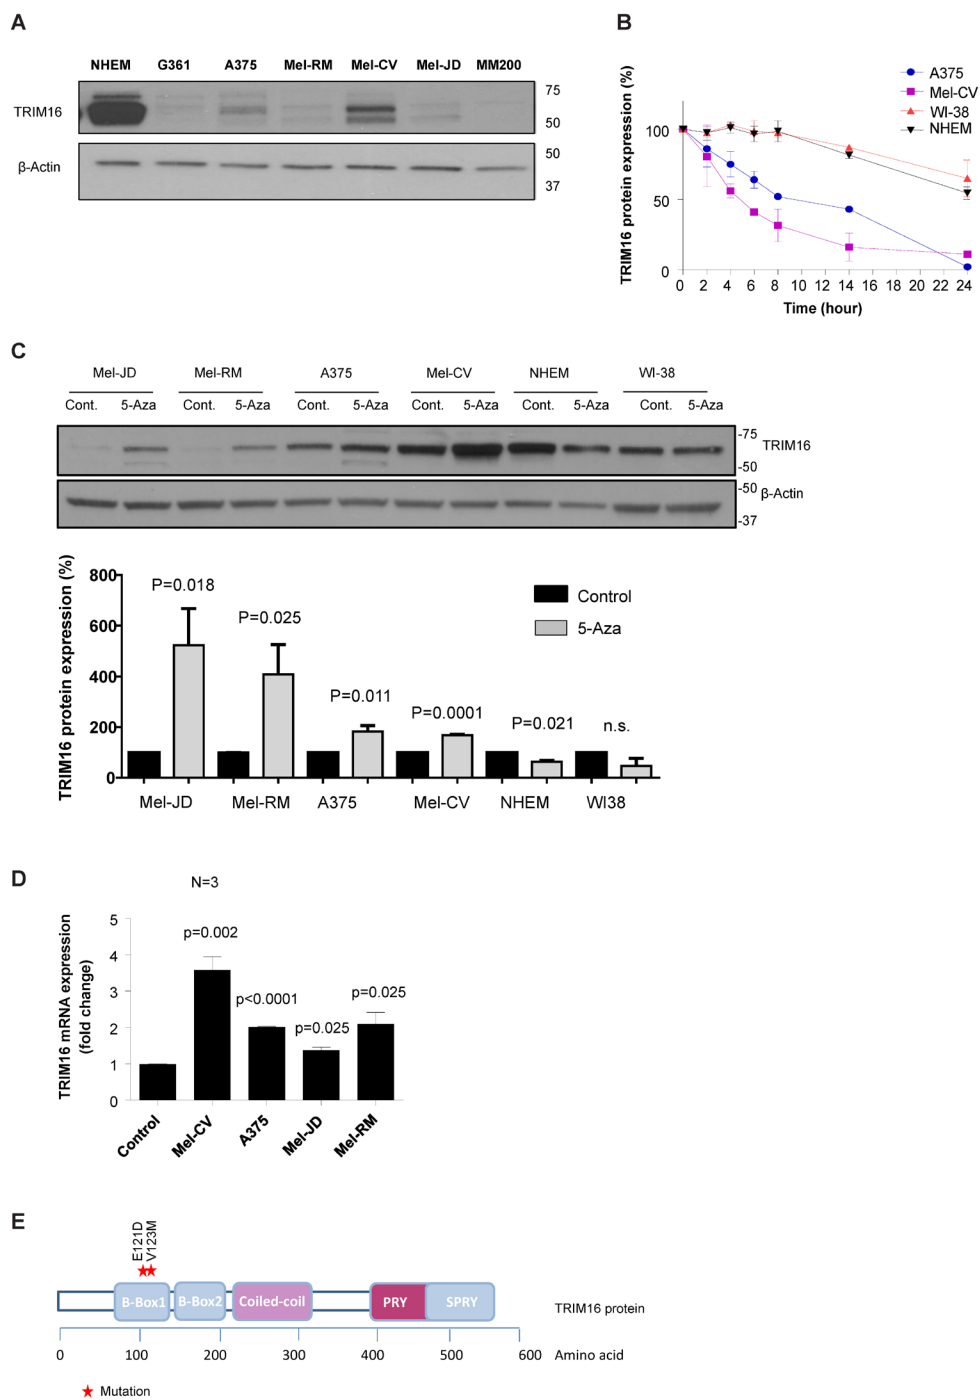 A
NHEM G361 A375 Mel-RM Mel-CV Mel-JD MM200
TRIM16
75
50
β-Actin
50
37
B
A375
Mel-CV
WI-38
NHEM
TRIM16 protein expression (%)
100
50
0
0 2 4 6 8 10 12 14 16 18 20 22 24
Time (hour)
C
Mel-JD Mel-RM A375 Mel-CV NHEM WI-38
Cont. 5-Aza Cont. 5-Aza Cont. 5-Aza Cont. 5-Aza Cont. 5-Aza Cont. 5-Aza
-75
TRIM16
-50
-50
β-Actin
-37
TRIM16 protein expression (%)
800
600
400
200
0
P=0.018
P=0.025
P=0.011
P=0.0001
P=0.021
n.s.
Control
5-Aza
Mel-JD Mel-RM A375 Mel-CV NHEM WI38
D
N=3
TRIM16 mRNA expression
(fold change)
5
4
3
2
1
0
p=0.002
p<0.0001
p=0.025
p=0.025
Control Mel-CV A375 Mel-JD Mel-RM
E
E121D
V123M
B-Box1 B-Box2 Coiled-coil PRY SPRY
TRIM16 protein
0 100 200 300 400 500 600 Amino acid
Mutation